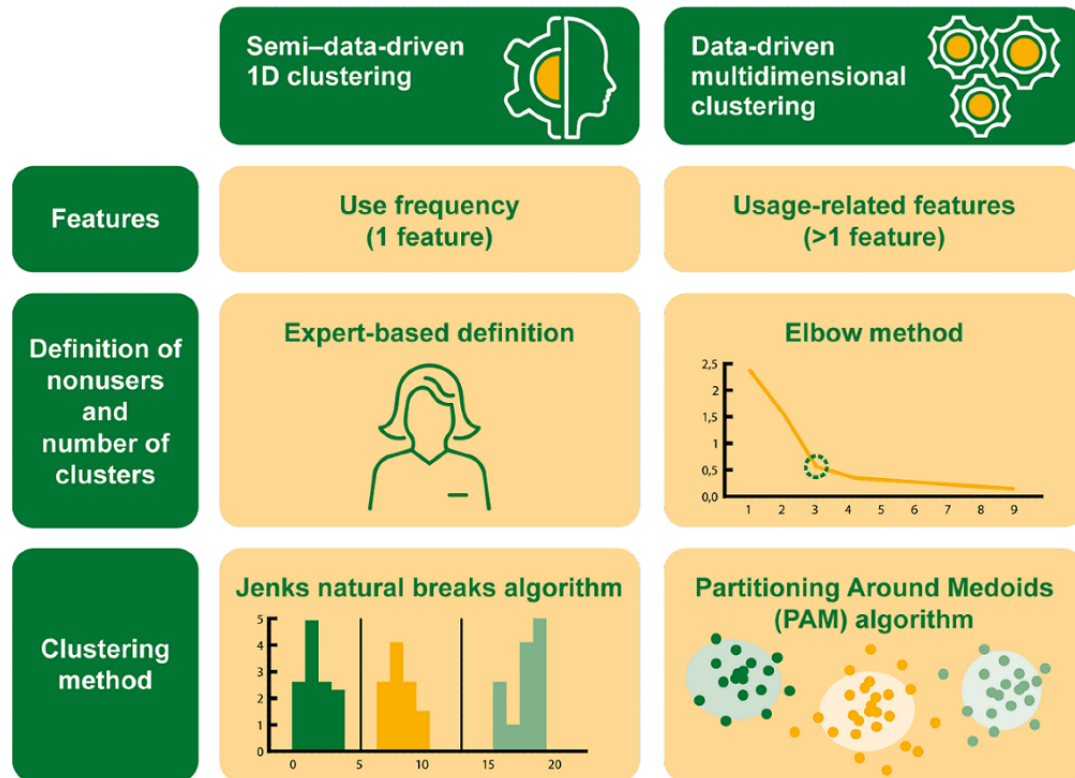 Semi–data-driven
1D clustering
Data-driven
multidimensional
clustering
Features
Use frequency
(1 feature)
Usage-related features
(>1 feature)
Definition of
nonusers
and
number of
clusters
Expert-based definition
Elbow method
2,5
2
1,5
1
0,5
0,0
1 2 3 4 5 6 7 8 9
Clustering
method
Jenks natural breaks algorithm
5
4
3
3
2
1
0
0 5 10 15 20
Partitioning Around Medoids
(PAM) algorithm